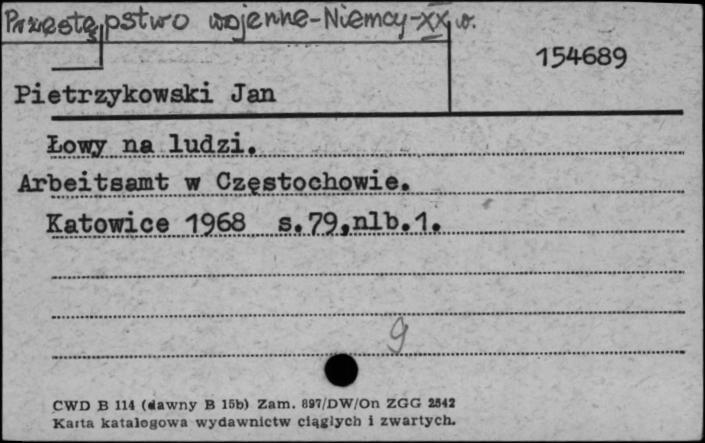 Przestępstwo wojenne-Niemcy-XX w.
154689
Pietrzykowski Jan
Łowy na ludzi.
Arbeitsamt w Częstochowie.
Katowice 1968 s.79,nlb.1.
9
CWD B 114 (dawny B 15b) Zam. 897/DW/On ZGG 2842
Karta katalogowa wydawnictw ciągłych i zwartych.